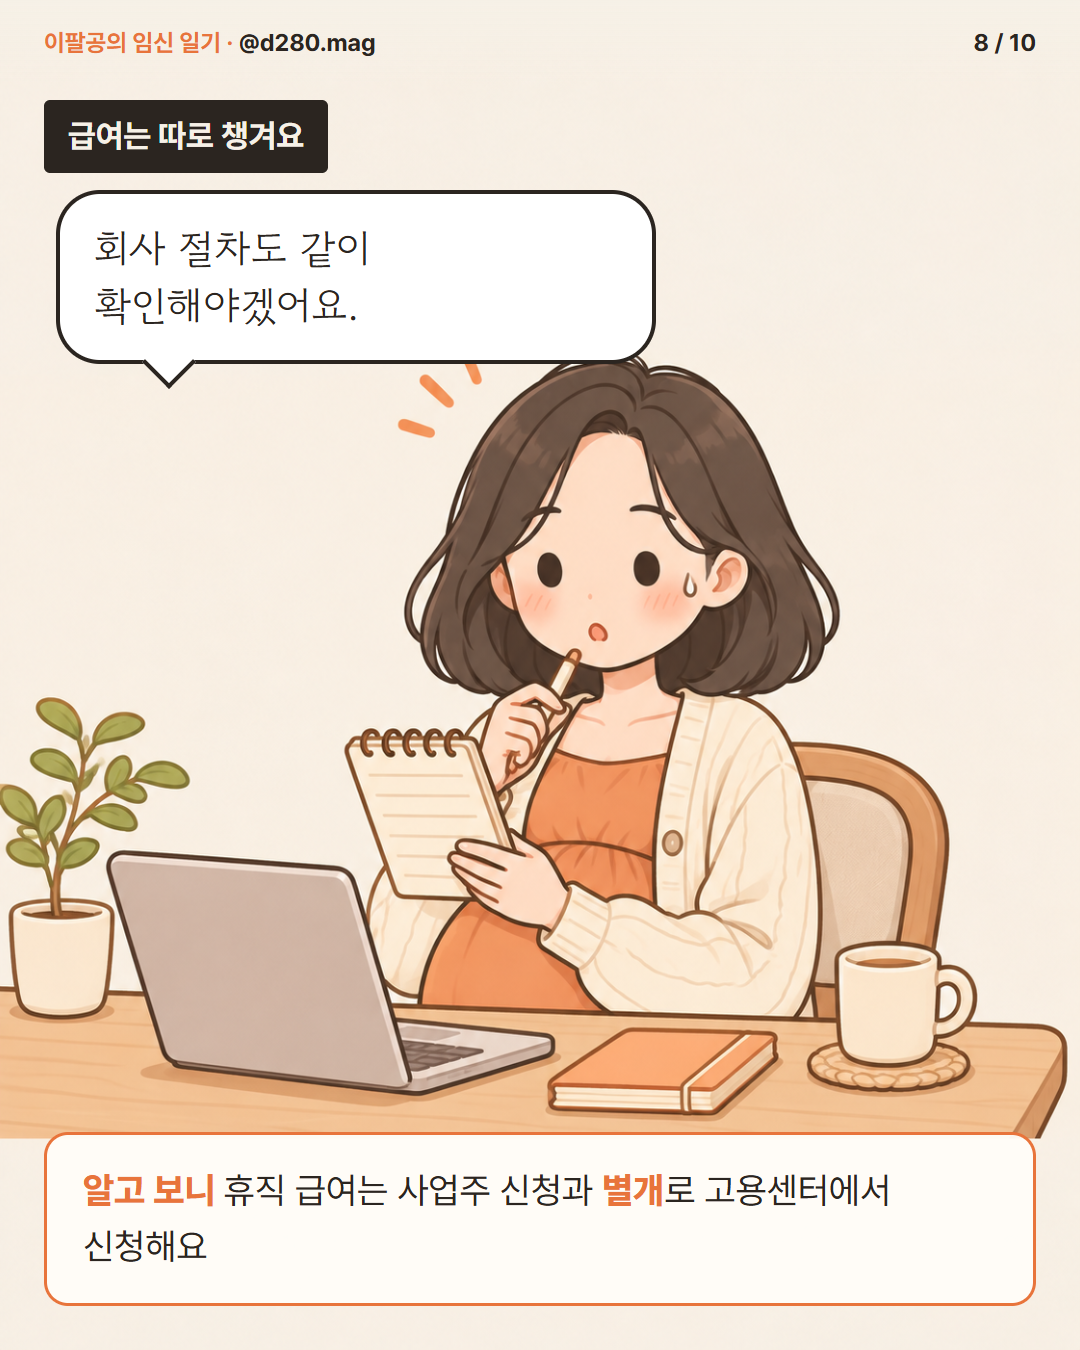 이팔공의 임신 일기 · @d280.mag
8 / 10
급여는 따로 챙겨요
회사 절차도 같이
확인해야겠어요.
알고 보니 휴직 급여는 사업주 신청과 별개로 고용센터에서
신청해요